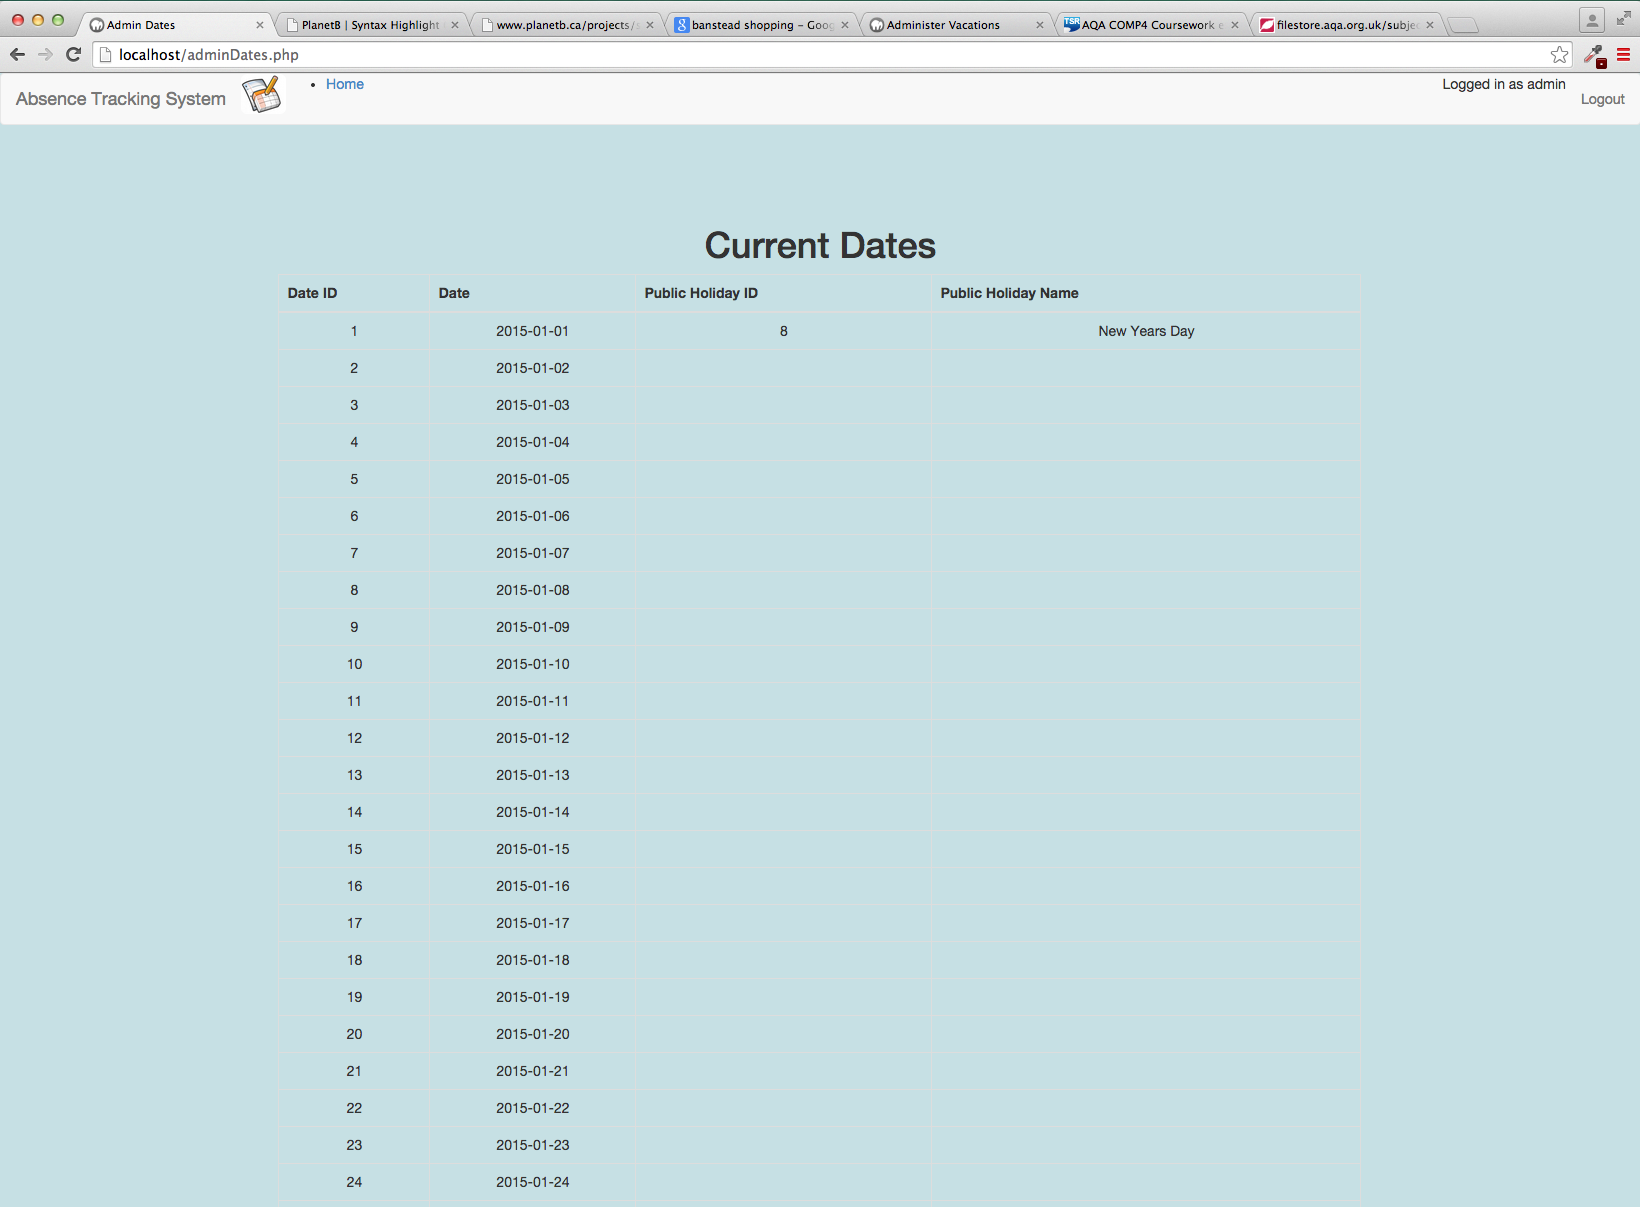 Admin Dates
PlanetB | Syntax Highlight
www.planetb.ca/projects/s
banstead shopping – Goog
Administer Vacations
AQA COMP4 Coursework e
filestore.aqa.org.uk/subje
localhost/adminDates.php
Absence Tracking System
Home
Logged in as admin
Logout
Current Dates
Date ID Date Public Holiday ID Public Holiday Name
1 2015-01-01 8 New Years Day
2 2015-01-02
3 2015-01-03
4 2015-01-04
5 2015-01-05
6 2015-01-06
7 2015-01-07
8 2015-01-08
9 2015-01-09
10 2015-01-10
11 2015-01-11
12 2015-01-12
13 2015-01-13
14 2015-01-14
15 2015-01-15
16 2015-01-16
17 2015-01-17
18 2015-01-18
19 2015-01-19
20 2015-01-20
21 2015-01-21
22 2015-01-22
23 2015-01-23
24 2015-01-24